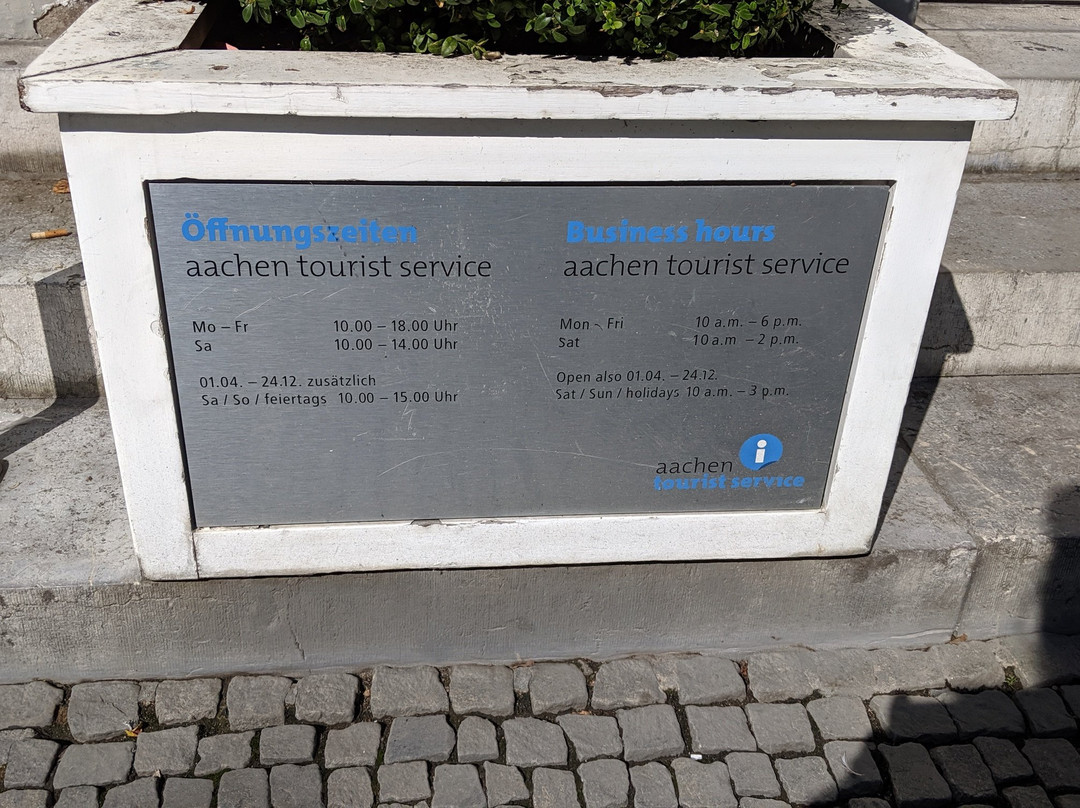 Öffnungszeiten
aachen tourist service
Mo – Fr 10.00 – 18.00 Uhr
Sa 10.00 – 14.00 Uhr
01.04. – 24.12. zusätzlich
Sa / So / feiertags 10.00 – 15.00 Uhr
Business hours
aachen tourist service
Mon – Fri 10 a.m. – 6 p.m.
Sat 10 a.m – 2 p.m.
Open also 01.04. – 24.12.
Sat / Sun / holidays 10 a.m. – 3 p.m.
i
aachen
tourist service